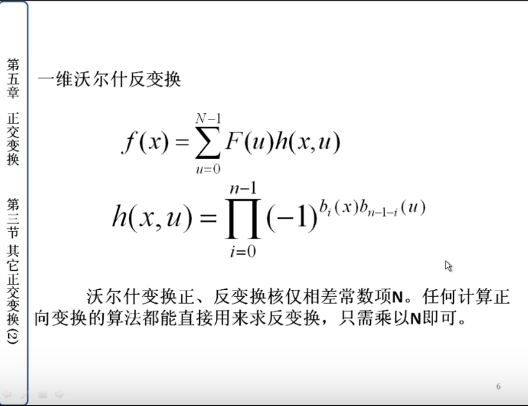 第五章 正交变换 第三节 其它正交变换(2)
一维沃尔什反变换
f(x) = ∑_{u=0}^{N-1} F(u)h(x,u)
h(x,u) = ∏_{i=0}^{n-1} (-1)^{b_i(x)b_{n-1-i}(u)}
沃尔什变换正、反变换核仅相差常数项N。任何计算正
向变换的算法都能直接用来求反变换，只需乘以N即可。
6